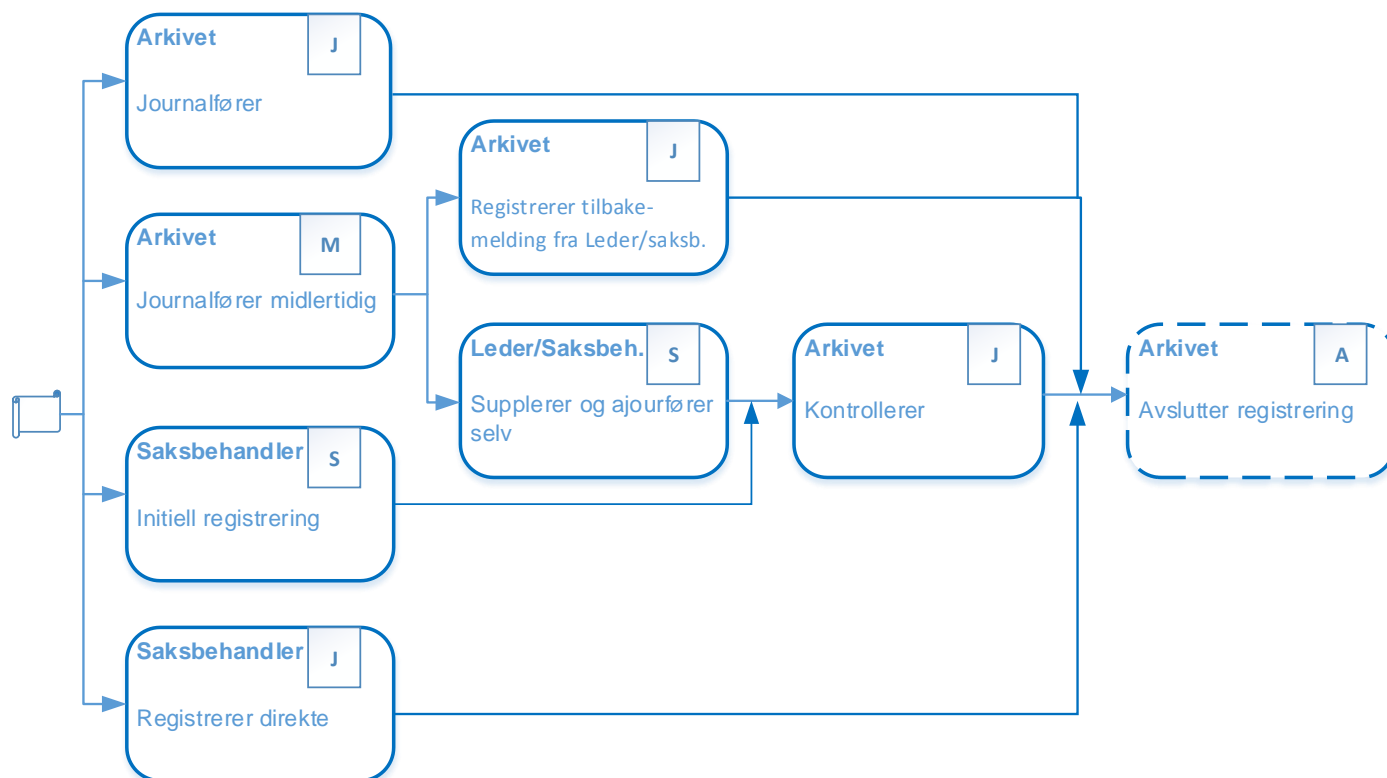 Arkivet
J
Journalfører
Arkivet
J
Registrerer tilbake-
melding fra Leder/saksb.
Arkivet
M
Journalfører midlertidig
Leder/Saksbeh.
S
Supplerer og ajourfører
selv
Arkivet
J
Kontrollerer
Arkivet
A
Avslutter registrering
Saksbehandler
S
Initiell registrering
Saksbehandler
J
Registrerer direkte